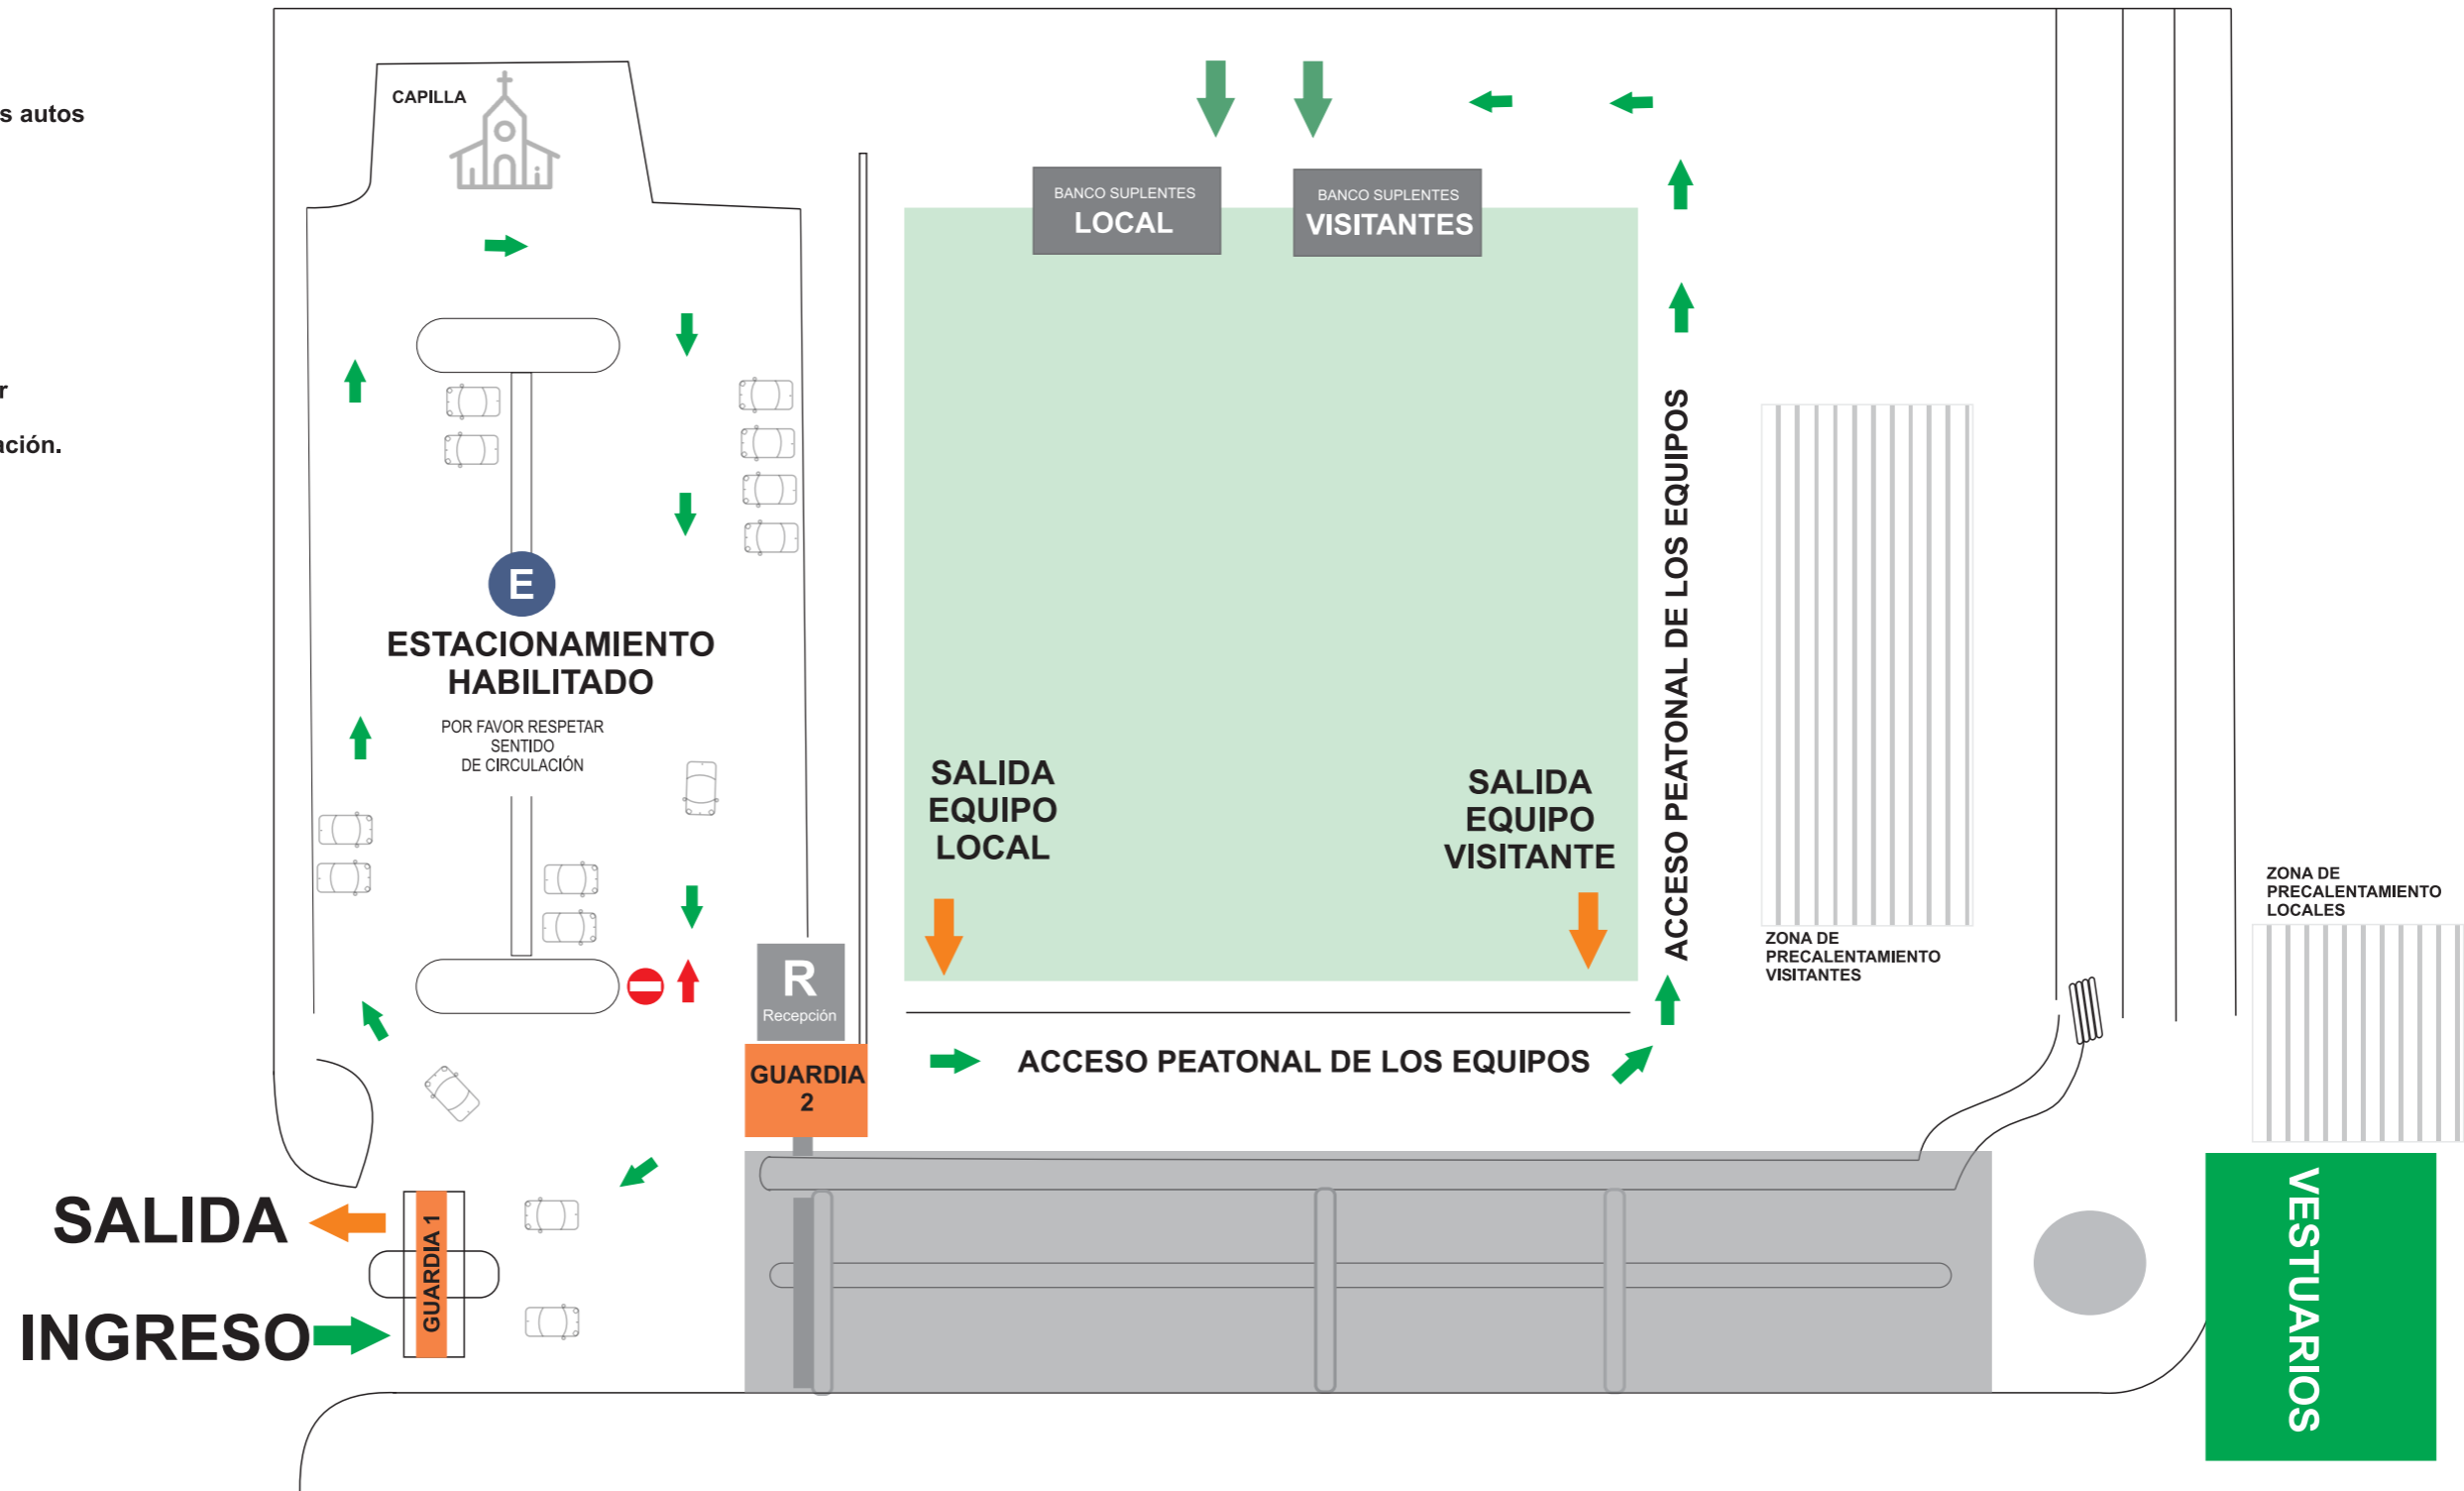 s autos
r
ación.
CAPILLA
BANCO SUPLENTES
LOCAL
BANCO SUPLENTES
VISITANTES
E
ESTACIONAMIENTO
HABILITADO
POR FAVOR RESPETAR
SENTIDO
DE CIRCULACIÓN
SALIDA
EQUIPO
LOCAL
SALIDA
EQUIPO
VISITANTE
ACCESO PEATONAL DE LOS EQUIPOS
ZONA DE
PRECALENTAMIENTO
VISITANTES
ZONA DE
PRECALENTAMIENTO
LOCALES
R
Recepción
GUARDIA
2
ACCESO PEATONAL DE LOS EQUIPOS
SALIDA
INGRESO
GUARDIA 1
VESTUARIOS